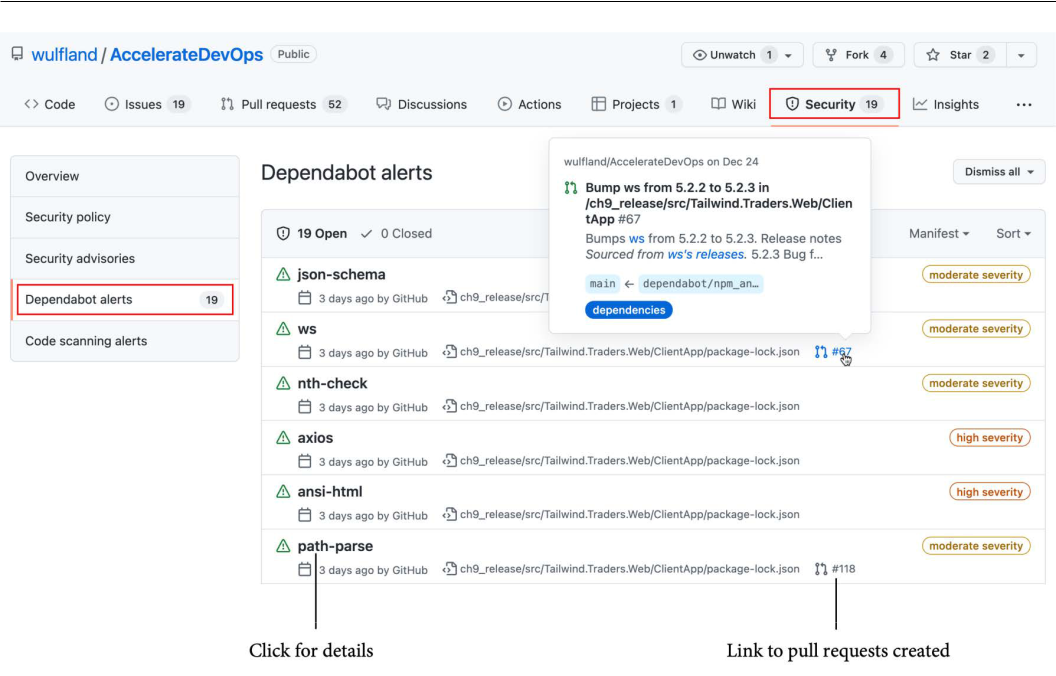 wulfland / AccelerateDevOps Public
Unwatch 1 Fork 4 Star 2
<> Code Issues 19 Pull requests 52 Discussions Actions Projects 1 Wiki Security 19 Insights ...
Overview
Security policy
Security advisories
Dependabot alerts 19
Code scanning alerts
Dependabot alerts
Dismiss all
19 Open 0 Closed
Manifest Sort
wulfland/AccelerateDevOps on Dec 24
Bump ws from 5.2.2 to 5.2.3 in
/ch9_release/src/Tailwind.Traders.Web/Clien
tApp #67
Bumps ws from 5.2.2 to 5.2.3. Release notes
Sourced from ws's releases. 5.2.3 Bug f...
main ← dependabot/npm_an…
dependencies
json-schema moderate severity
3 days ago by GitHub ch9_release/src/T
ws moderate severity
3 days ago by GitHub ch9_release/src/Tailwind.Traders.Web/ClientApp/package-lock.json #67
nth-check moderate severity
3 days ago by GitHub ch9_release/src/Tailwind.Traders.Web/ClientApp/package-lock.json
axios high severity
3 days ago by GitHub ch9_release/src/Tailwind.Traders.Web/ClientApp/package-lock.json
ansi-html high severity
3 days ago by GitHub ch9_release/src/Tailwind.Traders.Web/ClientApp/package-lock.json
path-parse moderate severity
3 days ago by GitHub ch9_release/src/Tailwind.Traders.Web/ClientApp/package-lock.json #118
Click for details
Link to pull requests created